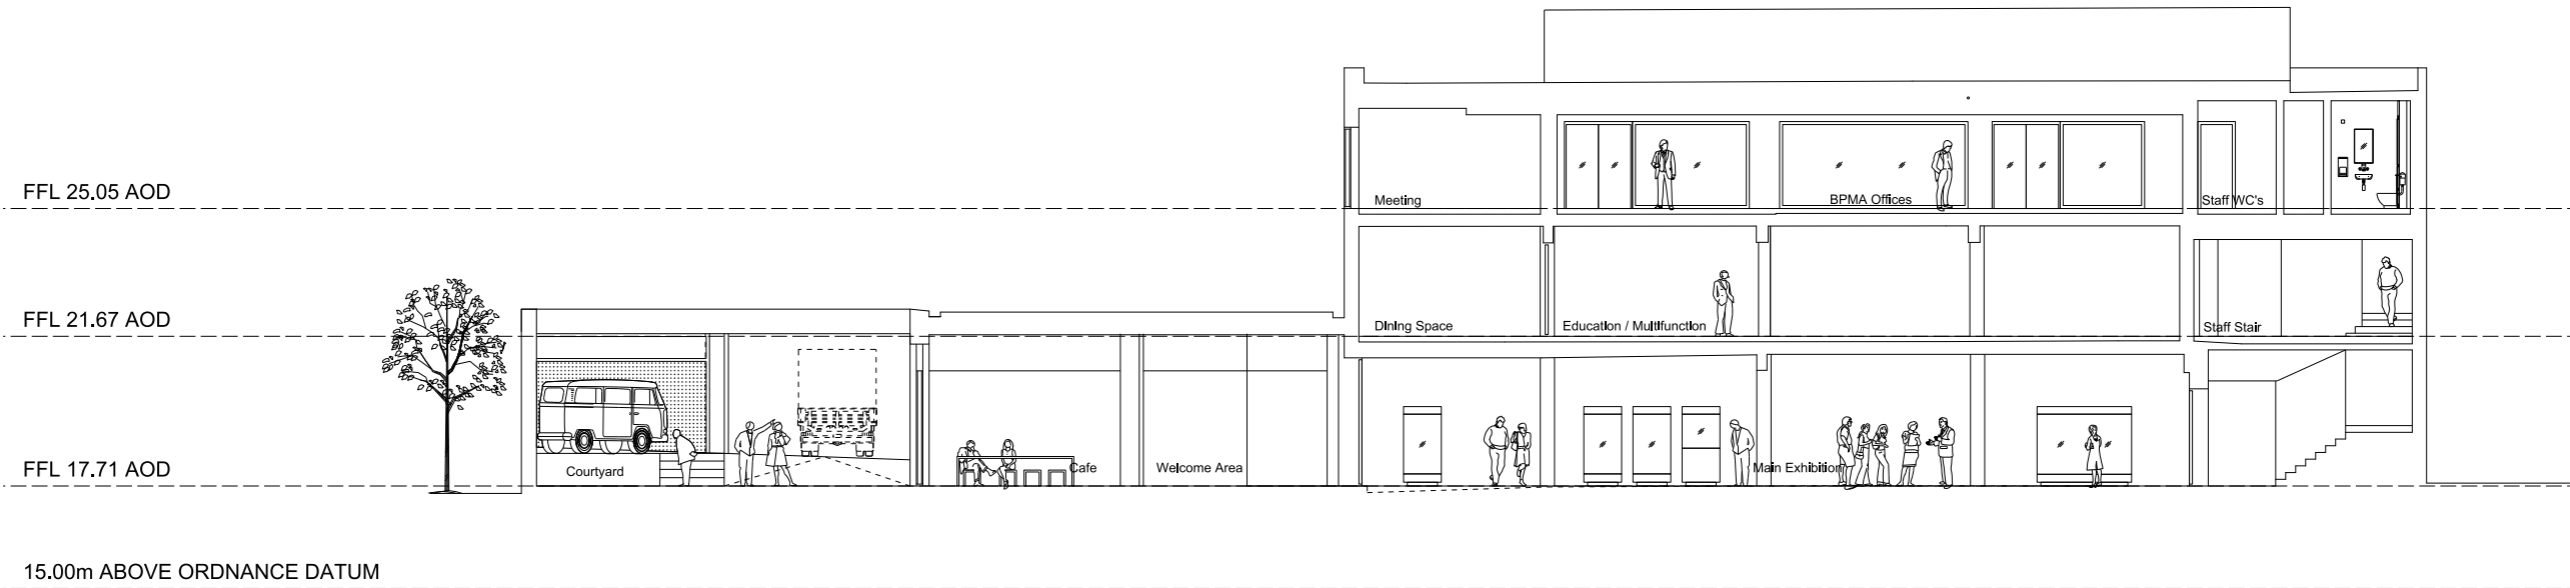 FFL 25.05 AOD
Meeting
BPMA Offices
Staff WC's
FFL 21.67 AOD
Dining Space
Education / Multifunction
Staff Stair
FFL 17.71 AOD
Courtyard
Cafe
Welcome Area
Main Exhibition
15.00m ABOVE ORDNANCE DATUM